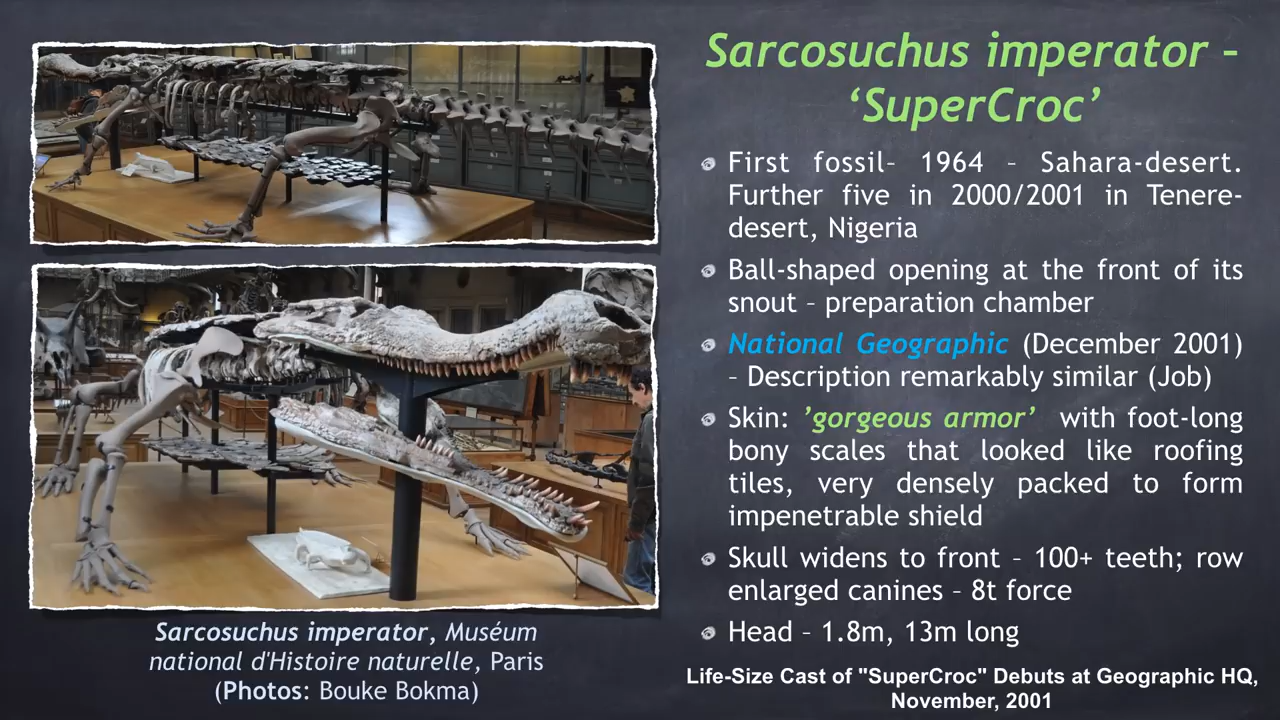 Sarcosuchus imperator –
‘SuperCroc’
First fossil– 1964 – Sahara-desert.
Further five in 2000/2001 in Tenere-
desert, Nigeria
Ball-shaped opening at the front of its
snout – preparation chamber
National Geographic (December 2001)
– Description remarkably similar (Job)
Skin: ’gorgeous armor’ with foot-long
bony scales that looked like roofing
tiles, very densely packed to form
impenetrable shield
Skull widens to front – 100+ teeth; row
enlarged canines – 8t force
Head – 1.8m, 13m long
Life-Size Cast of "SuperCroc" Debuts at Geographic HQ,
November, 2001
Sarcosuchus imperator, Muséum
national d'Histoire naturelle, Paris
(Photos: Bouke Bokma)